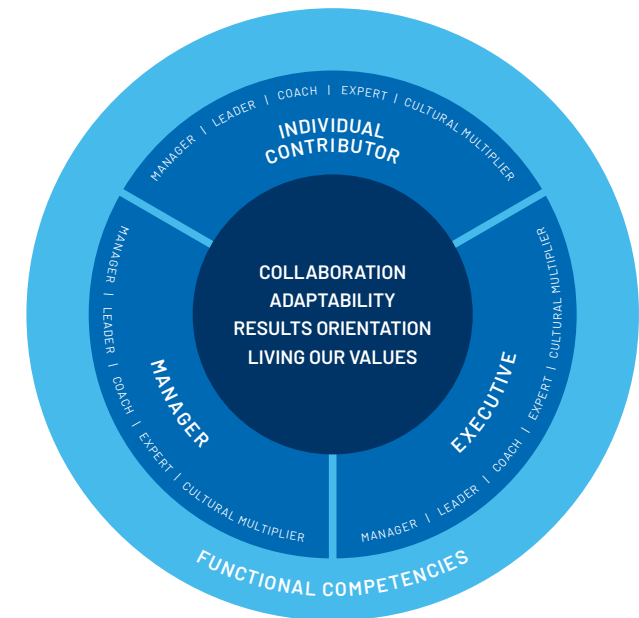 MANAGER | LEADER | COACH | EXPERT | CULTURAL MULTIPLIER
INDIVIDUAL
CONTRIBUTOR
COLLABORATION
ADAPTABILITY
RESULTS ORIENTATION
LIVING OUR VALUES
MANAGER | LEADER | COACH | EXPERT | CULTURAL MULTIPLIER
MANAGER
MANAGER | LEADER | COACH | EXPERT | CULTURAL MULTIPLIER
EXECUTIVE
FUNCTIONAL COMPETENCIES